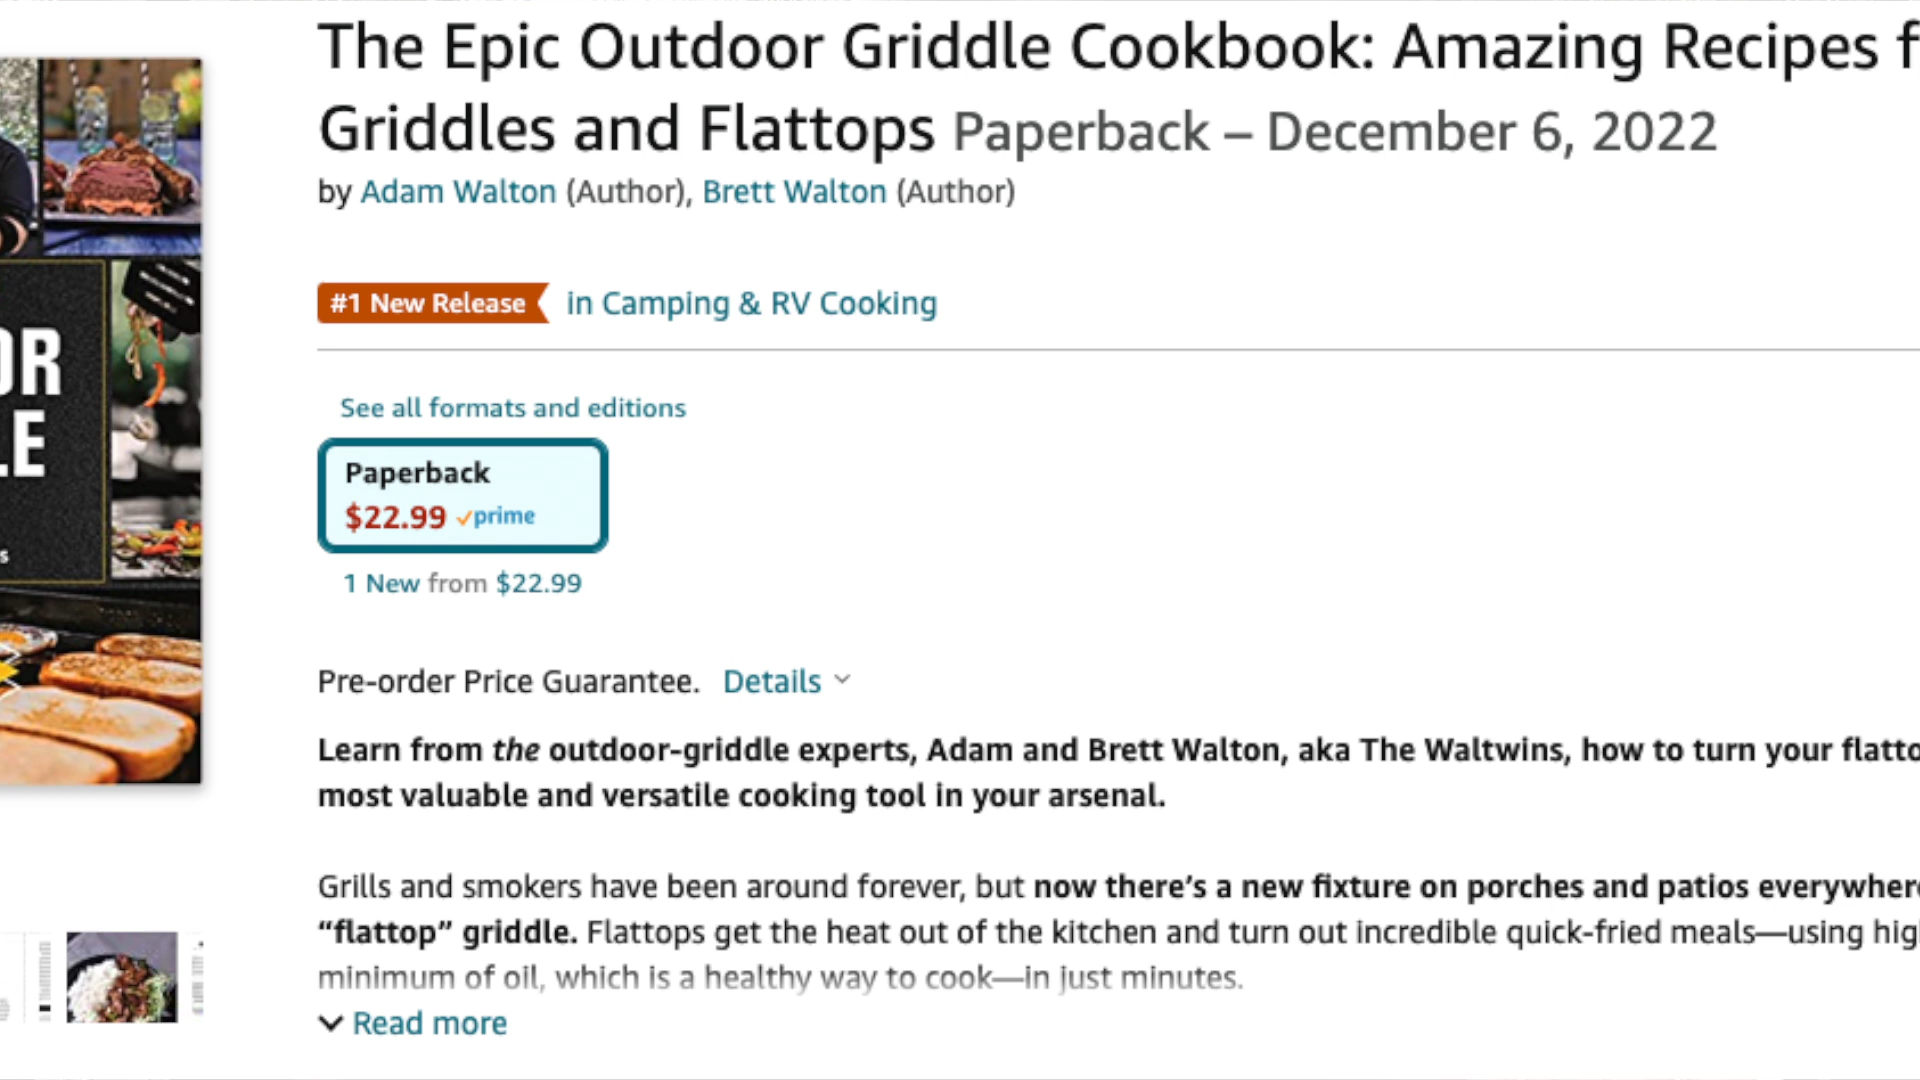 The Epic Outdoor Griddle Cookbook: Amazing Recipes f
Griddles and Flattops Paperback – December 6, 2022
by Adam Walton (Author), Brett Walton (Author)
#1 New Release in Camping & RV Cooking
See all formats and editions
Paperback
$22.99 prime
1 New from $22.99
Pre-order Price Guarantee. Details
Learn from the outdoor-griddle experts, Adam and Brett Walton, aka The Waltwins, how to turn your flatto
most valuable and versatile cooking tool in your arsenal.
Grills and smokers have been around forever, but now there's a new fixture on porches and patios everywhere
“flattop” griddle. Flattops get the heat out of the kitchen and turn out incredible quick-fried meals—using hig
minimum of oil, which is a healthy way to cook—in just minutes.
Read more
OR
LE
s